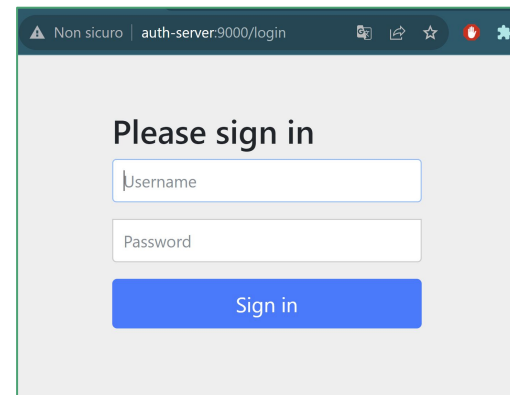 Non sicuro | auth-server:9000/login
Please sign in
Username
Password
Sign in